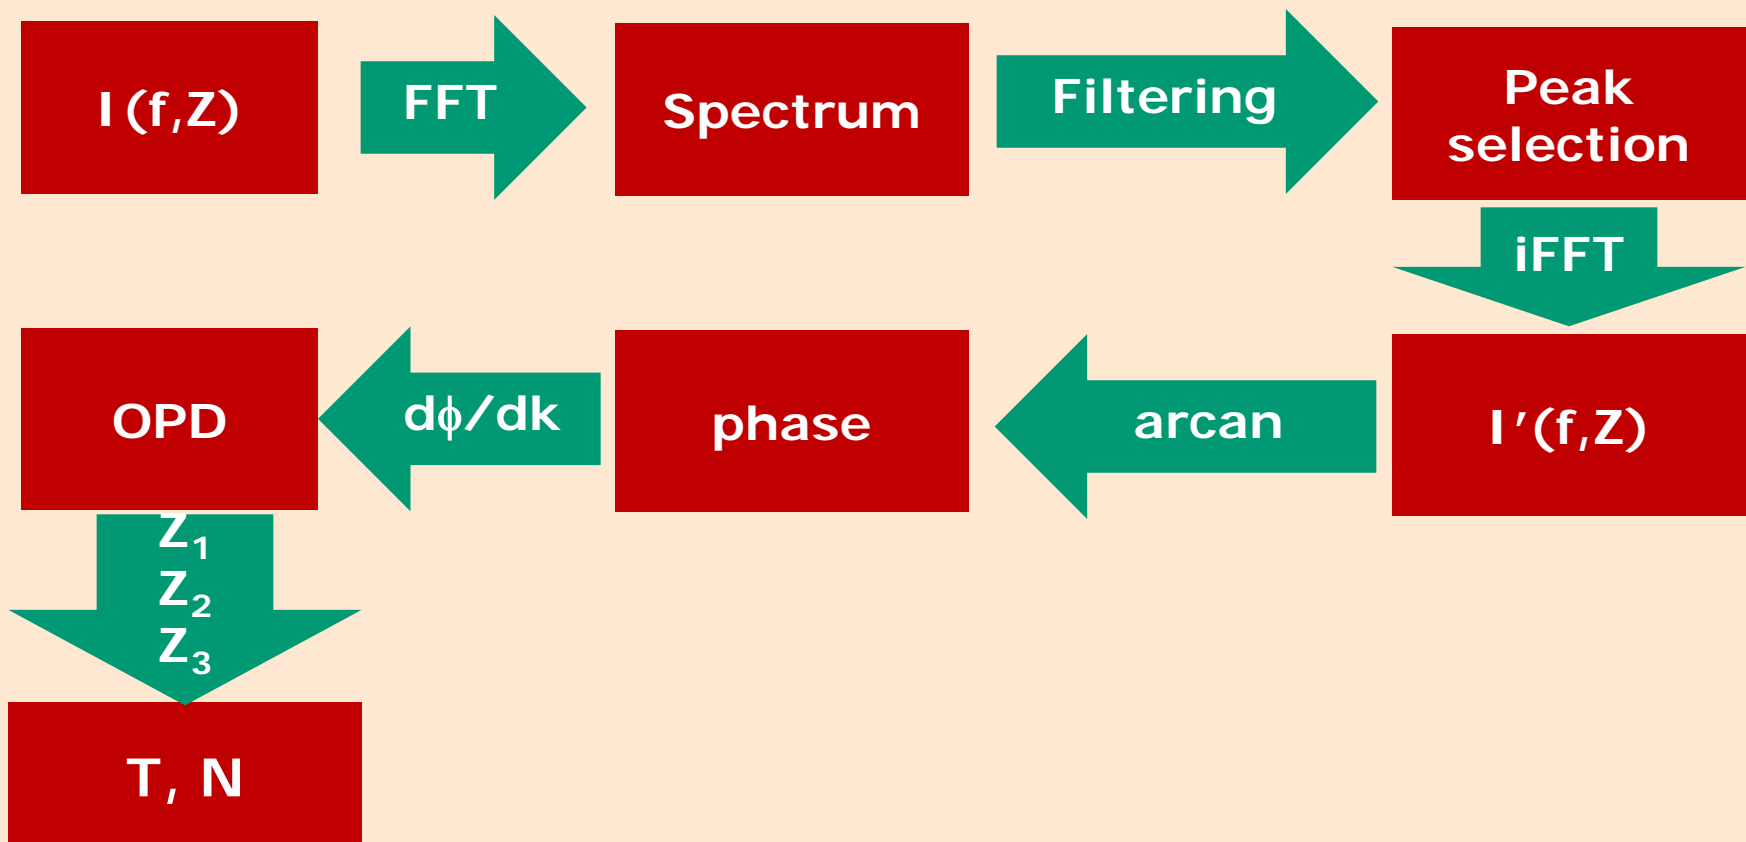 I(f,Z)
FFT
Spectrum
Filtering
Peak
selection
iFFT
I'(f,Z)
arcan
phase
dϕ/dk
OPD
Z₁
Z₂
Z₃
T, N